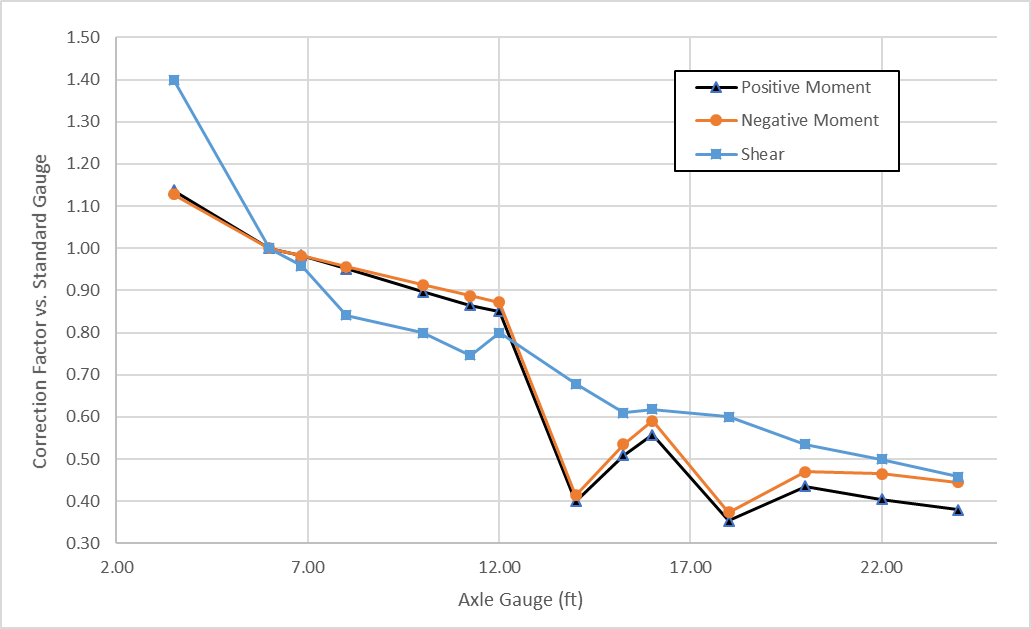 1.50
1.40
1.30
1.20
1.10
1.00
0.90
0.80
0.70
0.60
0.50
0.40
0.30
Correction Factor vs. Standard Gauge
Positive Moment
Negative Moment
Shear
2.00 7.00 12.00 17.00 22.00
Axle Gauge (ft)